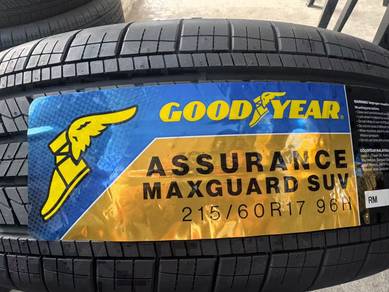 GOODYEAR
ASSURANCE
MAXGUARD SUV
215/60R17 96H
RM